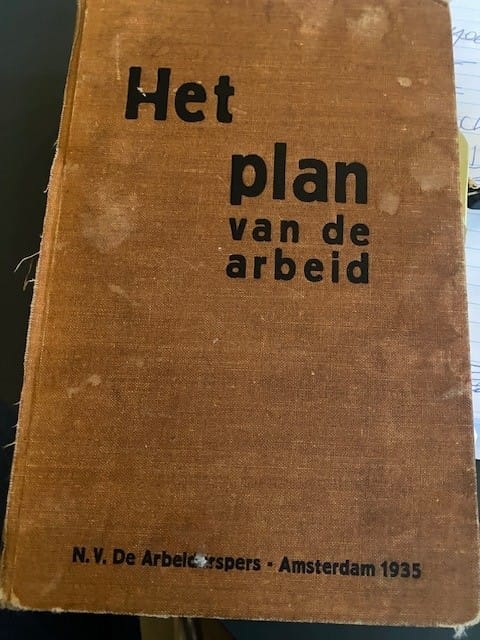 Het
plan
van de
arbeid
N.V. De Arbeiderspers - Amsterdam 1935